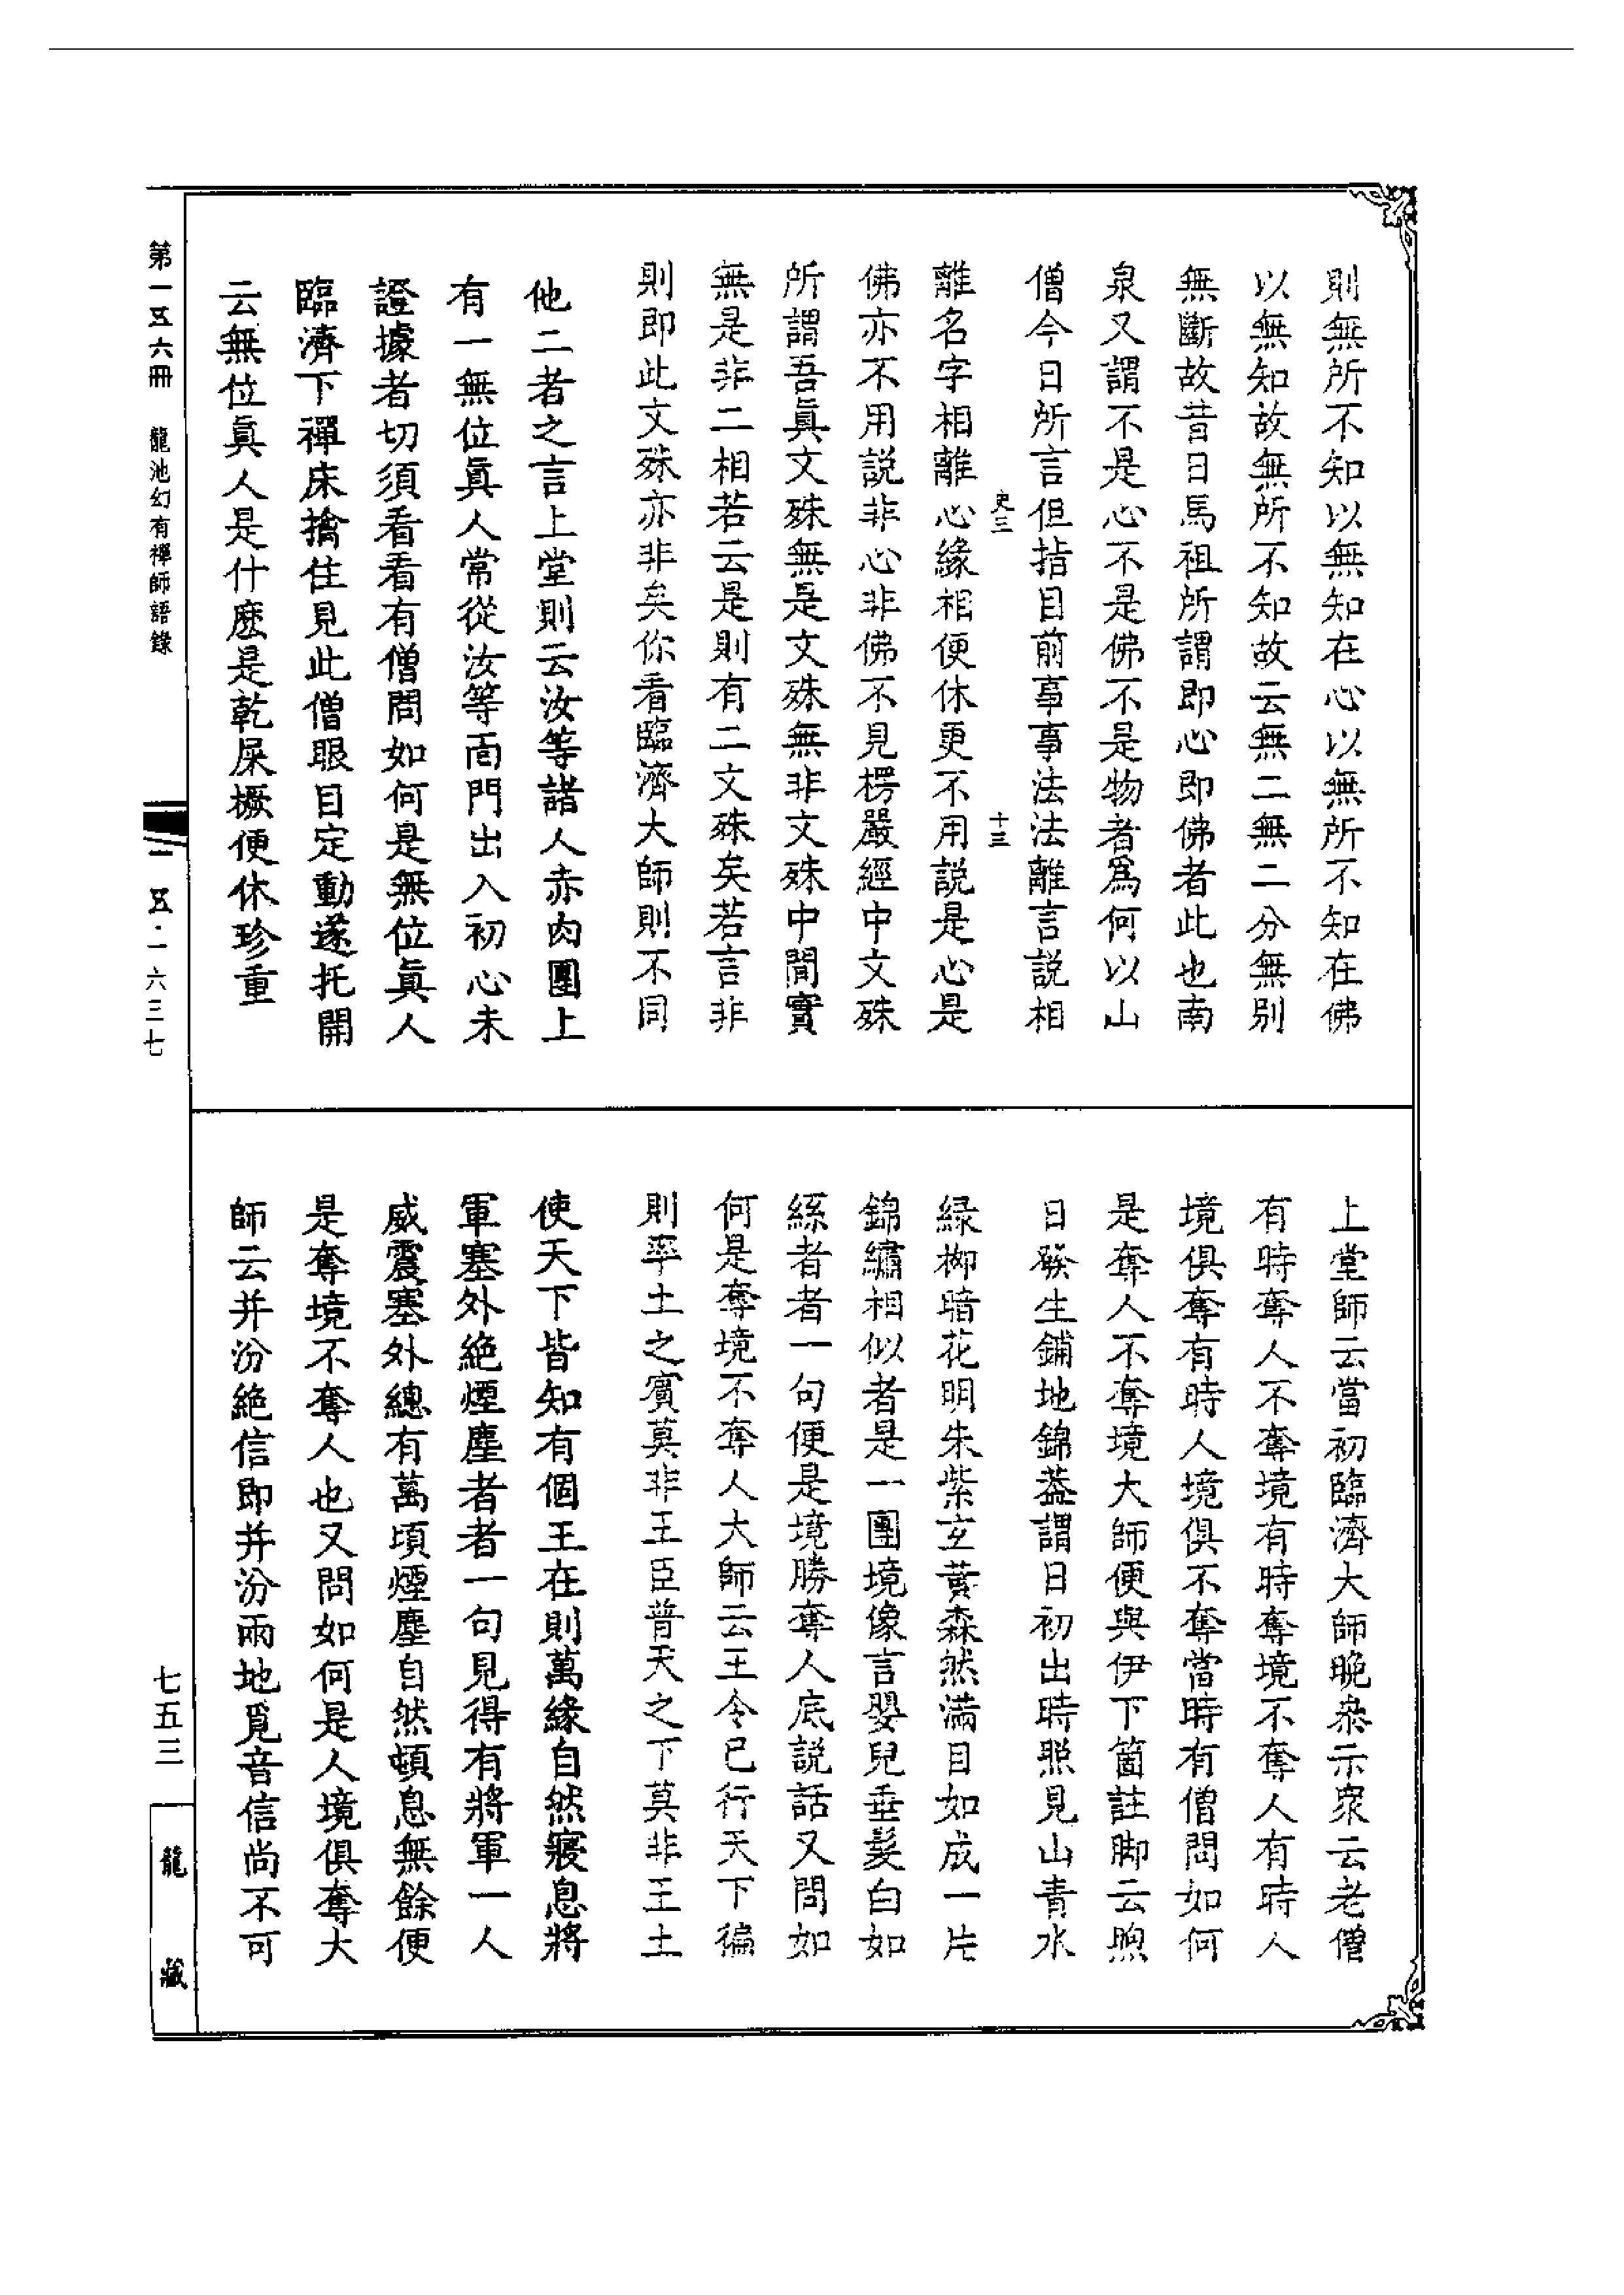 則無所不知以無知在心以無所不知在佛
以無知故無所不知故云無二無二分無別
無斷故昔日馬祖所謂即心即佛者此也南
泉又謂不是心不是佛不是物者爲何以山
僧今日所言但指目前事事法法離言説相
史三 十三
離名字相離心緣相便休更不用説是心是
佛亦不用説非心非佛不見楞嚴經中文殊
所謂吾眞文殊無是文殊無非文殊中間實
無是非二相若云是則有二文殊矣若言非
則即此文殊亦非矣你看臨濟大師則不同
他二者之言上堂則云汝等諸人赤肉團上
有一無位眞人常從汝等面門出入初心未
證據者切須看看有僧問如何是無位眞人
臨濟下禪床擒住見此僧眼目定動遂托開
云無位眞人是什麽是乾屎橛便休珍重
上堂師云當初臨濟大師晚叅示衆云老僧
有時奪人不奪境有時奪境不奪人有時人
境俱奪有時人境俱不奪當時有僧問如何
是奪人不奪境大師便與伊下箇註脚云煦
日發生鋪地錦葢謂日初出時照見山青水
緑柳暗花明朱紫玄黄森然滿目如成一片
錦繡相似者是一團境像言嬰兒垂髮白如
絲者者一句便是境勝奪人底説話又問如
何是奪境不奪人大師云王令已行天下徧
則率土之賓莫非王臣普天之下莫非王土
使天下皆知有個王在則萬緣自然寢息將
軍塞外絶煙塵者者一句見得有將軍一人
威震塞外總有萬頃煙塵自然頓息無餘便
是奪境不奪人也又問如何是人境俱奪大
師云并汾絶信即并汾兩地覓音信尚不可
第一五六冊 龍池幻有禪師語錄
一五·一六三七
七五三
龍藏